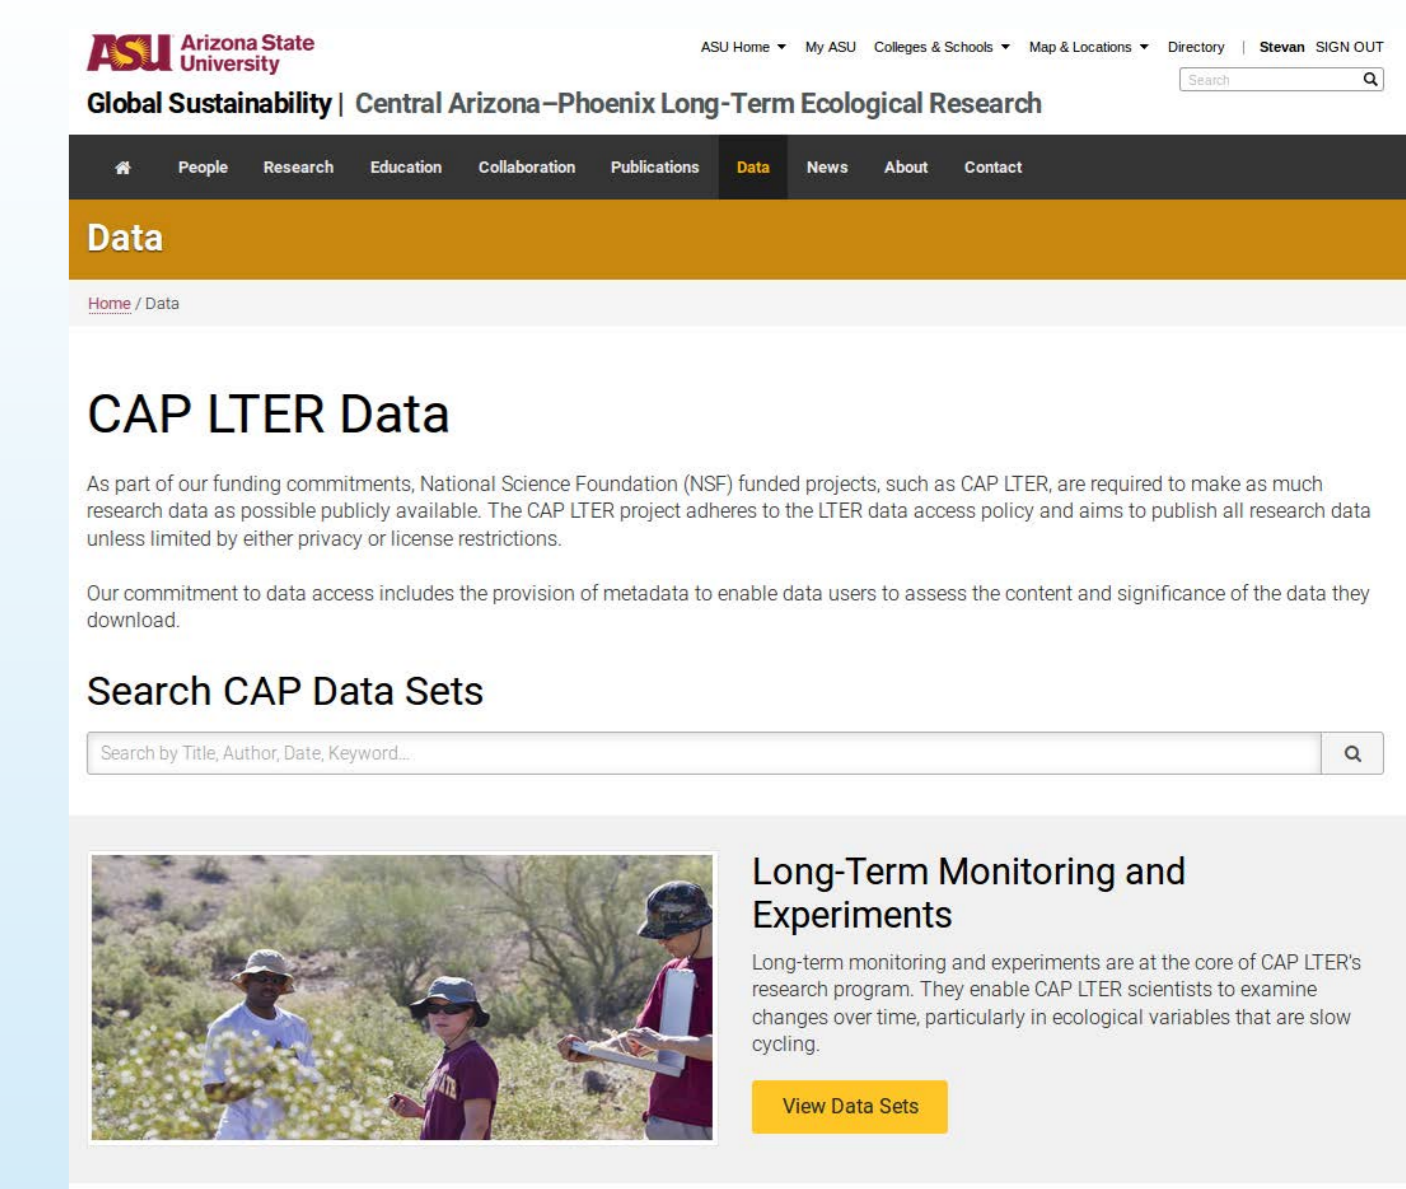 ASU Arizona State University
ASU Home My ASU Colleges & Schools Map & Locations Directory | Stevan SIGN OUT
Search
Global Sustainability | Central Arizona–Phoenix Long-Term Ecological Research
People Research Education Collaboration Publications Data News About Contact
Data
Home / Data
CAP LTER Data
As part of our funding commitments, National Science Foundation (NSF) funded projects, such as CAP LTER, are required to make as much
research data as possible publicly available. The CAP LTER project adheres to the LTER data access policy and aims to publish all research data
unless limited by either privacy or license restrictions.
Our commitment to data access includes the provision of metadata to enable data users to assess the content and significance of the data they
download.
Search CAP Data Sets
Search by Title, Author, Date, Keyword...
Long-Term Monitoring and
Experiments
Long-term monitoring and experiments are at the core of CAP LTER's
research program. They enable CAP LTER scientists to examine
changes over time, particularly in ecological variables that are slow
cycling.
View Data Sets